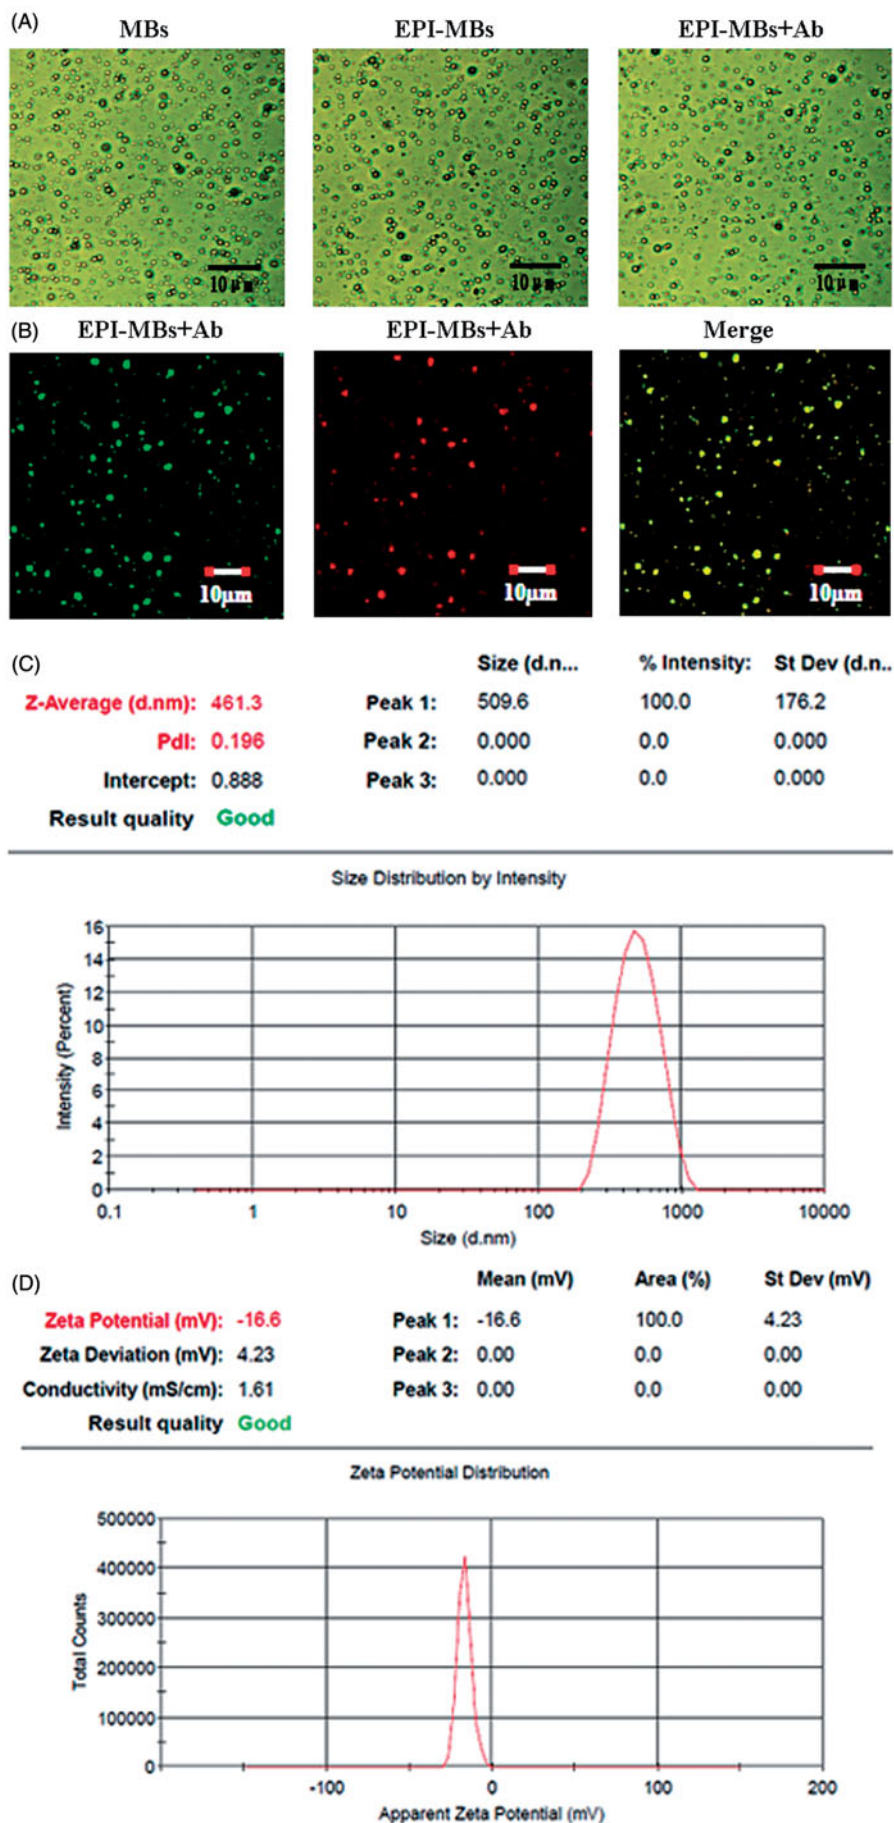 (A)
MBs EPI-MBs EPI-MBs+Ab
10 μm 10 μm 10 μm
(B) EPI-MBs+Ab EPI-MBs+Ab Merge
10μm 10μm 10μm
(C)
Size (d.n... % Intensity: St Dev (d.n..
Z-Average (d.nm): 461.3 Peak 1: 509.6 100.0 176.2
PdI: 0.196 Peak 2: 0.000 0.0 0.000
Intercept: 0.888 Peak 3: 0.000 0.0 0.000
Result quality Good
Size Distribution by Intensity
Intensity (Percent)
16
14
12
10
8
6
4
2
0
0.1 1 10 100 1000 10000
Size (d.nm)
(D)
Mean (mV) Area (%) St Dev (mV)
Zeta Potential (mV): -16.6 Peak 1: -16.6 100.0 4.23
Zeta Deviation (mV): 4.23 Peak 2: 0.00 0.0 0.00
Conductivity (mS/cm): 1.61 Peak 3: 0.00 0.0 0.00
Result quality Good
Zeta Potential Distribution
Total Counts
500000
400000
300000
200000
100000
0
-100 0 100 200
Apparent Zeta Potential (mV)